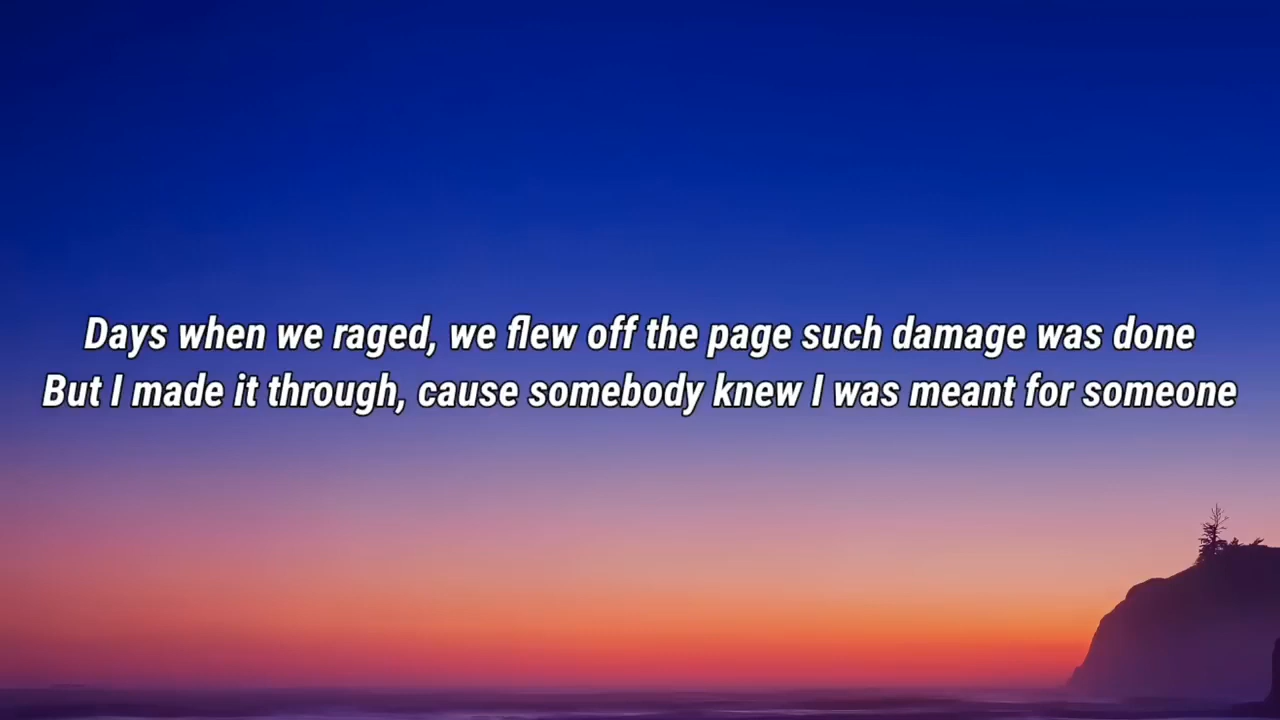 Days when we raged, we flew off the page such damage was done
But I made it through, cause somebody knew I was meant for someone